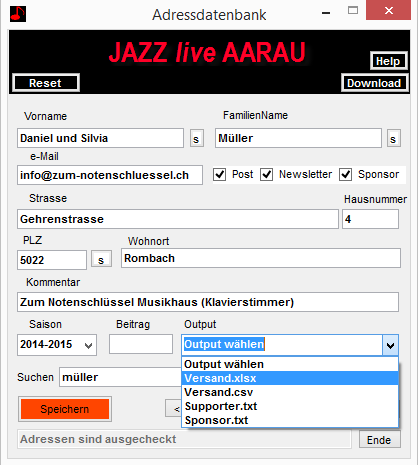 Adressdatenbank
JAZZ live AARAU
Help
Reset
Download
Vorname
FamilienName
Daniel und Silvia
s
Müller
s
e-Mail
info@zum-notenschluessel.ch
Post
Newsletter
Sponsor
Strasse
Hausnummer
Gehrenstrasse
4
PLZ
Wohnort
5022
s
Rombach
Kommentar
Zum Notenschlüssel Musikhaus (Klavierstimmer)
Saison
Beitrag
Output
2014-2015
Output wählen
Output wählen
Versand.xlsx
Versand.csv
Supporter.txt
Sponsor.txt
Suchen
müller
Speichern
<
Adressen sind ausgecheckt
Ende